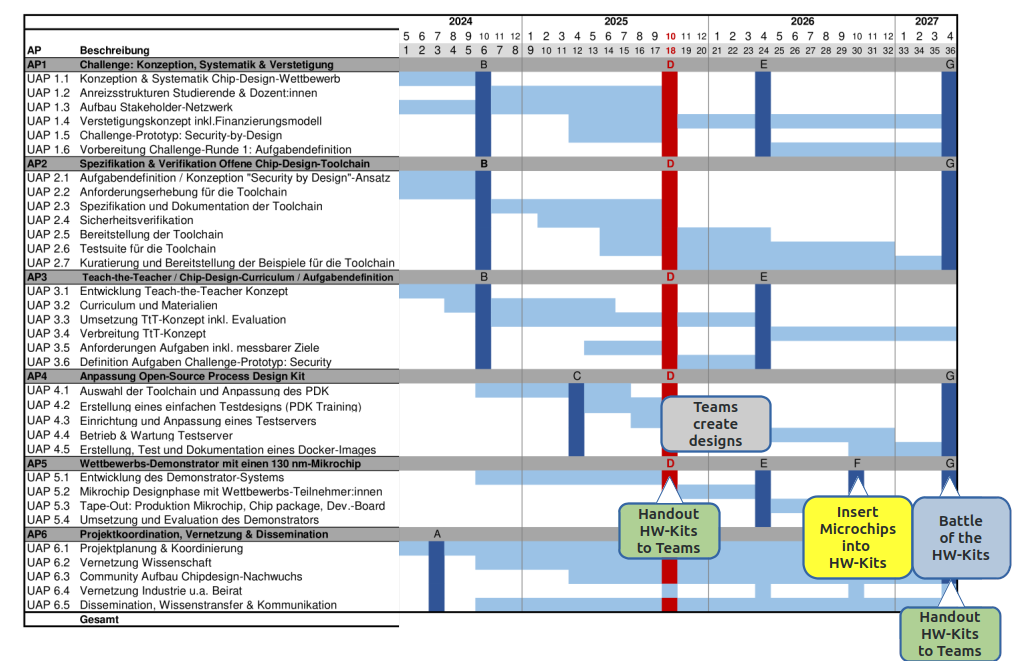 2024 2025 2026 2027
5 6 7 8 9 10 11 12 1 2 3 4 5 6 7 8 9 10 11 12 1 2 3 4 5 6 7 8 9 10 11 12 1 2 3 4
AP Beschreibung 1 2 3 4 5 6 7 8 9 10 11 12 13 14 15 16 17 18 19 20 21 22 23 24 25 26 27 28 29 30 31 32 33 34 35 36
AP1 Challenge: Konzeption, Systematik & Verstetigung B D E G
UAP 1.1 Konzeption & Systematik Chip-Design-Wettbewerb
UAP 1.2 Anreizsstrukturen Studierende & Dozent:innen
UAP 1.3 Aufbau Stakeholder-Netzwerk
UAP 1.4 Verstetigungskonzept inkl.Finanzierungsmodell
UAP 1.5 Challenge-Prototyp: Security-by-Design
UAP 1.6 Vorbereitung Challenge-Runde 1: Aufgabendefinition
AP2 Spezifikation & Verifikation Offene Chip-Design-Toolchain B D G
UAP 2.1 Aufgabendefinition / Konzeption "Security by Design"-Ansatz
UAP 2.2 Anforderungserhebung für die Toolchain
UAP 2.3 Spezifikation und Dokumentation der Toolchain
UAP 2.4 Sicherheitsverifikation
UAP 2.5 Bereitstellung der Toolchain
UAP 2.6 Testsuite für die Toolchain
UAP 2.7 Kuratierung und Bereitstellung der Beispiele für die Toolchain
AP3 Teach-the-Teacher / Chip-Design-Curriculum / Aufgabendefinition B D E
UAP 3.1 Entwicklung Teach-the-Teacher Konzept
UAP 3.2 Curriculum und Materialien
UAP 3.3 Umsetzung TtT-Konzept inkl. Evaluation
UAP 3.4 Verbreitung TtT-Konzept
UAP 3.5 Anforderungen Aufgaben inkl. messbarer Ziele
UAP 3.6 Definition Aufgaben Challenge-Prototyp: Security
AP4 Anpassung Open-Source Process Design Kit C D G
UAP 4.1 Auswahl der Toolchain und Anpassung des PDK
UAP 4.2 Erstellung eines einfachen Testdesigns (PDK Training)
UAP 4.3 Einrichtung und Anpassung eines Testservers
UAP 4.4 Betrieb & Wartung Testserver
UAP 4.5 Erstellung, Test und Dokumentation eines Docker-Images
Teams
create
designs
AP5 Wettbewerbs-Demonstrator mit einen 130 nm-Mikrochip D E F G
UAP 5.1 Entwicklung des Demonstrator-Systems
UAP 5.2 Mikrochip Designphase mit Wettbewerbs-Teilnehmer:innen
UAP 5.3 Tape-Out: Produktion Mikrochip, Chip package, Dev.-Board
UAP 5.4 Umsetzung und Evaluation des Demonstrators
Handout
HW-Kits
to Teams
Insert
Microchips
into
HW-Kits
Battle
of the
HW-Kits
AP6 Projektkoordination, Vernetzung & Dissemination A
UAP 6.1 Projektplanung & Koordinierung
UAP 6.2 Vernetzung Wissenschaft
UAP 6.3 Community Aufbau Chipdesign-Nachwuchs
UAP 6.4 Vernetzung Industrie u.a. Beirat
UAP 6.5 Dissemination, Wissenstransfer & Kommunikation
Gesamt
Handout
HW-Kits
to Teams